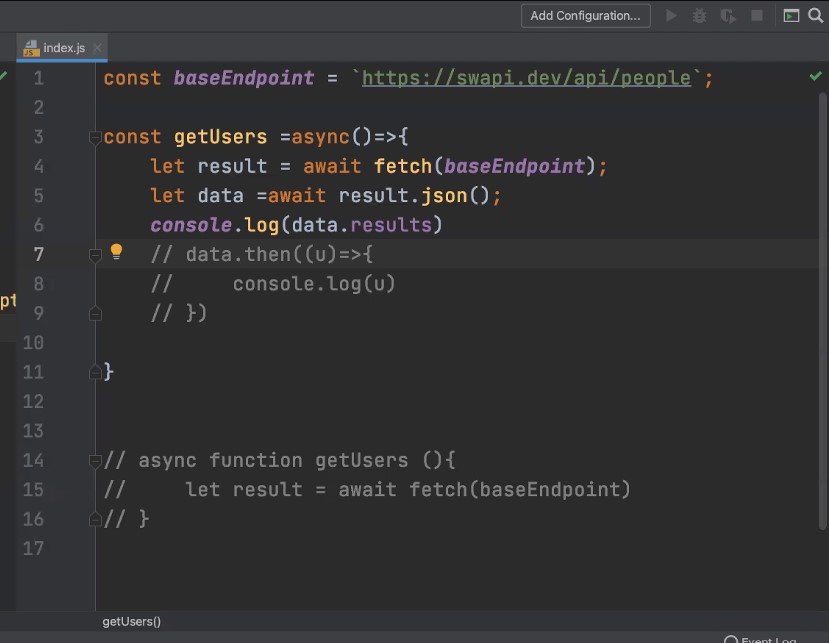 Add Configuration...
index.js
1 const baseEndpoint = `https://swapi.dev/api/people`;
2
3 const getUsers =async()=>{
4 let result = await fetch(baseEndpoint);
5 let data =await result.json();
6 console.log(data.results)
7 // data.then((u)=>{
8 // console.log(u)
9 // })
10
11 }
12
13
14 // async function getUsers (){
15 // let result = await fetch(baseEndpoint)
16 // }
17
getUsers()
Event Log